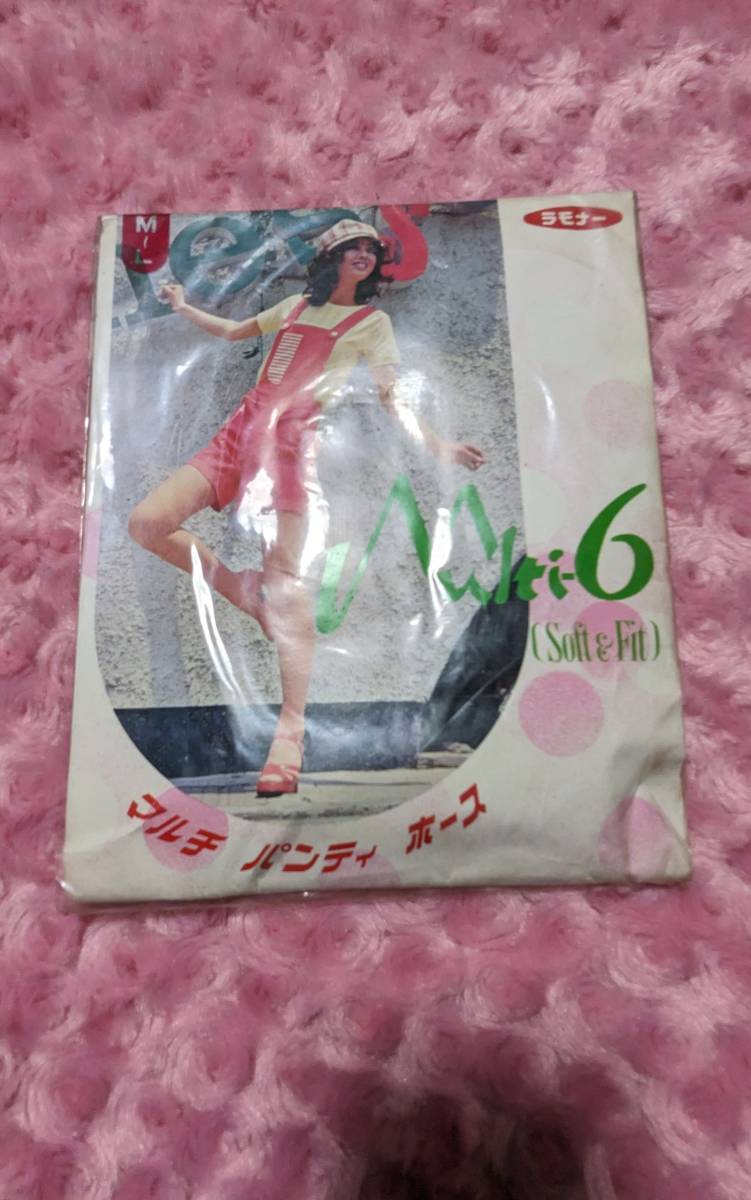 M
~
L
ラモナー
Multi-6
(Soft & Fit)
マルチ パンティ ホース